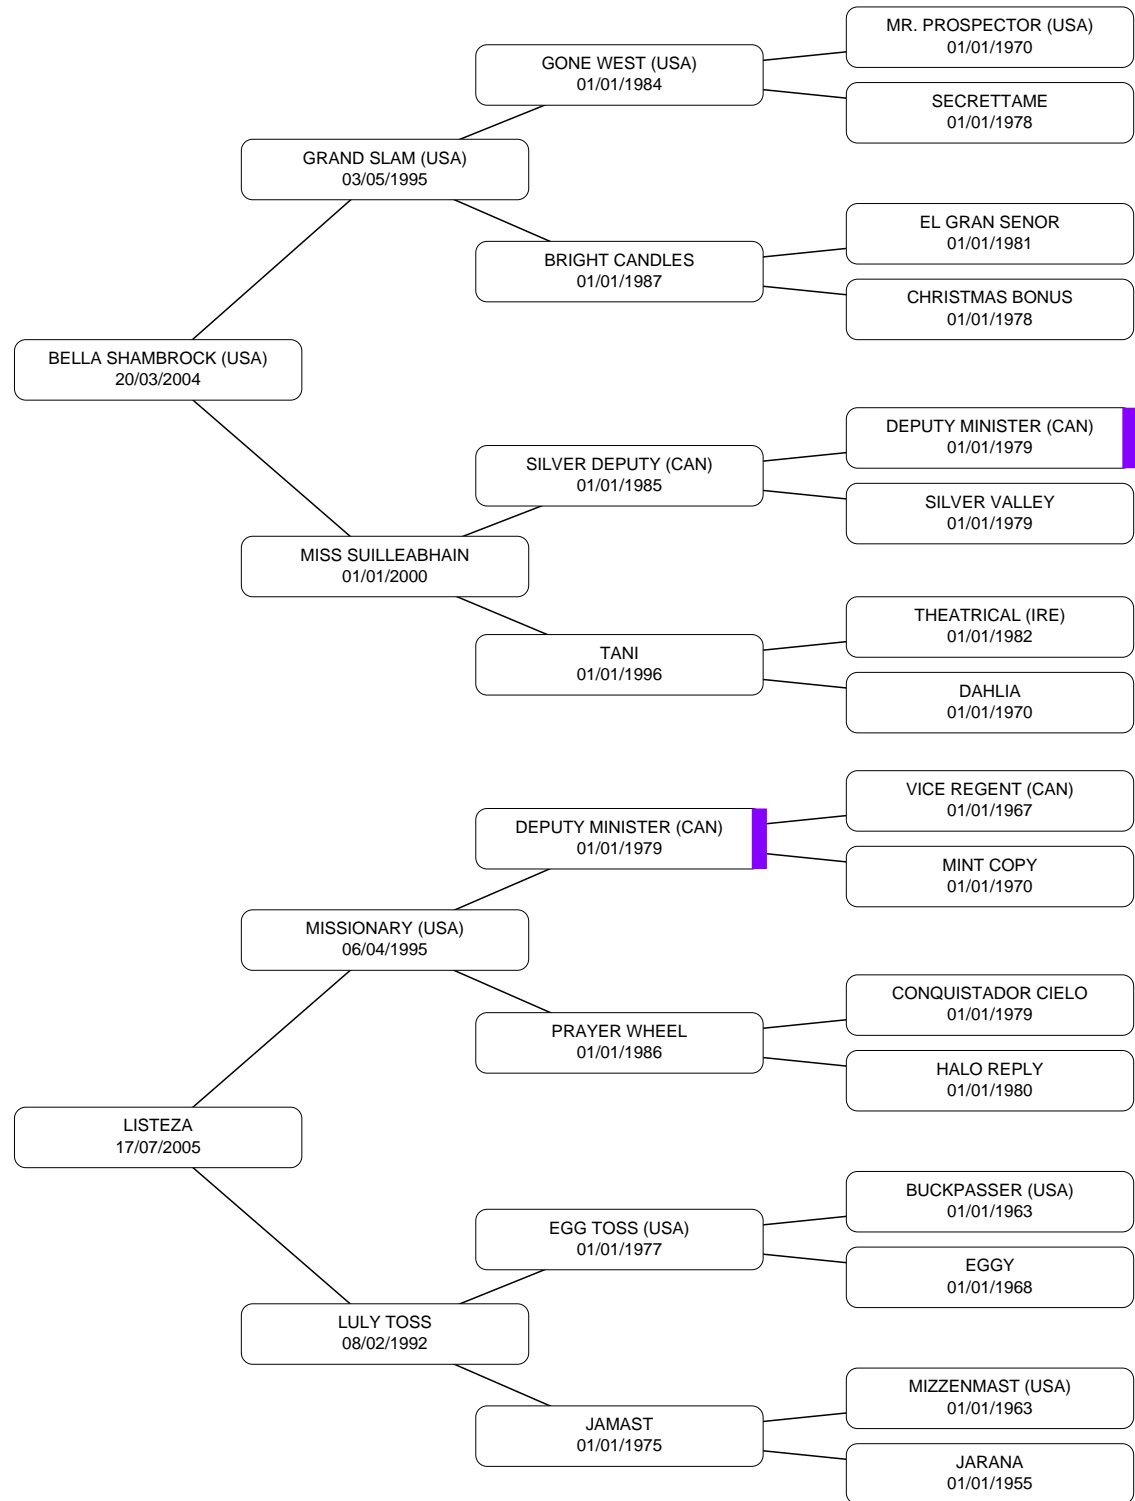 MR. PROSPECTOR (USA)
01/01/1970
GONE WEST (USA)
01/01/1984
SECRETTAME
01/01/1978
GRAND SLAM (USA)
03/05/1995
EL GRAN SENOR
01/01/1981
BRIGHT CANDLES
01/01/1987
CHRISTMAS BONUS
01/01/1978
BELLA SHAMBROCK (USA)
20/03/2004
DEPUTY MINISTER (CAN)
01/01/1979
SILVER DEPUTY (CAN)
01/01/1985
SILVER VALLEY
01/01/1979
MISS SUILLEABHAIN
01/01/2000
THEATRICAL (IRE)
01/01/1982
TANI
01/01/1996
DAHLIA
01/01/1970
VICE REGENT (CAN)
01/01/1967
DEPUTY MINISTER (CAN)
01/01/1979
MINT COPY
01/01/1970
MISSIONARY (USA)
06/04/1995
CONQUISTADOR CIELO
01/01/1979
PRAYER WHEEL
01/01/1986
HALO REPLY
01/01/1980
LISTEZA
17/07/2005
BUCKPASSER (USA)
01/01/1963
EGG TOSS (USA)
01/01/1977
EGGY
01/01/1968
LULY TOSS
08/02/1992
MIZZENMAST (USA)
01/01/1963
JAMAST
01/01/1975
JARANA
01/01/1955